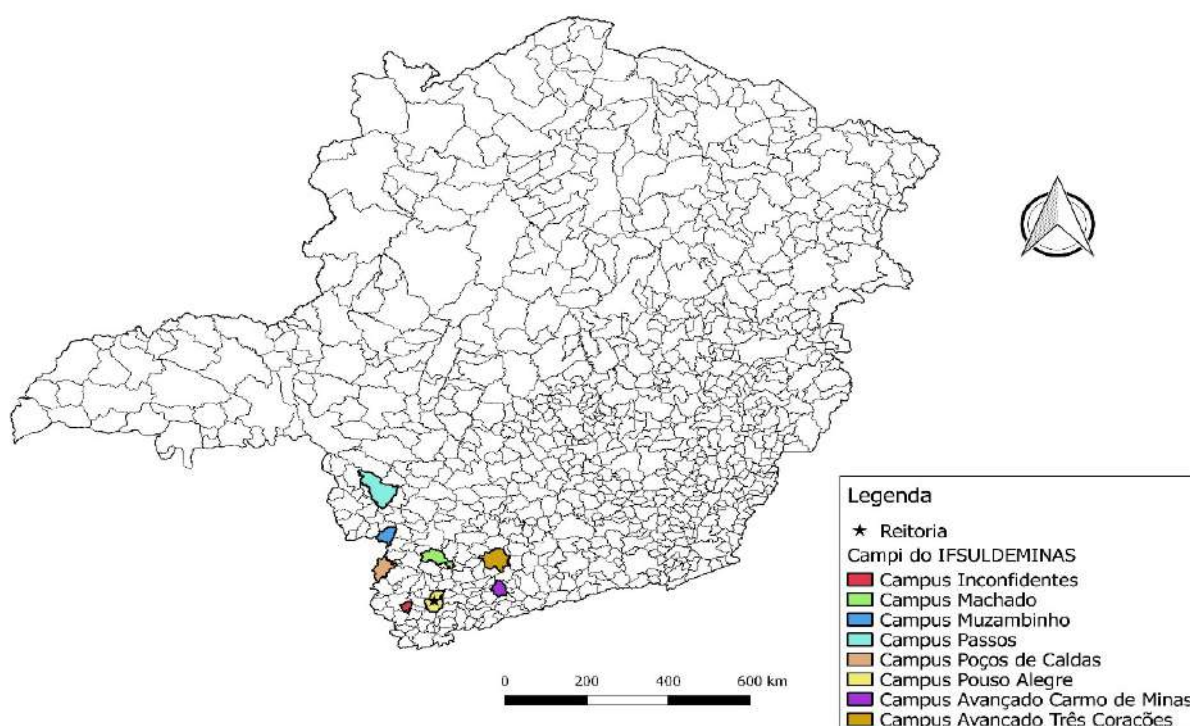 Legenda
Reitoria
Campi do IFSULDEMINAS
Campus Inconfidentes
Campus Machado
Campus Muzambinho
Campus Passos
Campus Poços de Caldas
Campus Pouso Alegre
Campus Avançado Carmo de Minas
Campus Avançado Três Corações
0 200 400 600 km